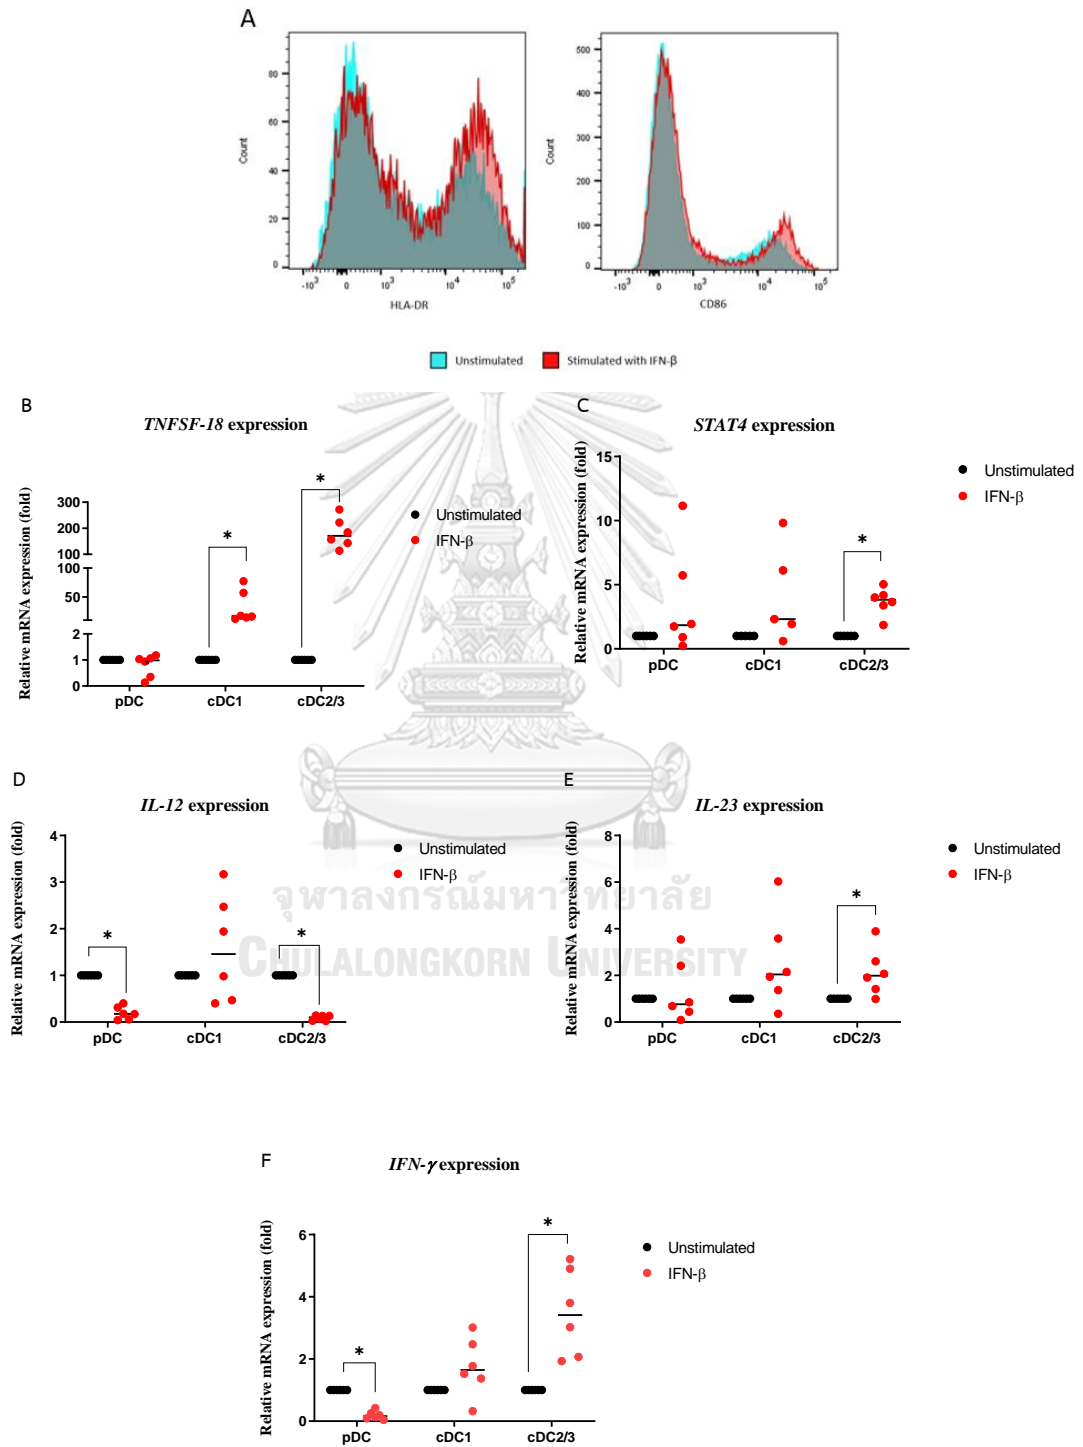 A
Count
80
60
40
20
0
-10³ 0 10³ 10⁴ 10⁵
HLA-DR
Count
500
400
300
200
100
0
-10³ 0 10³ 10⁴ 10⁵
CD86
Unstimulated Stimulated with IFN-β
B
TNFSF-18 expression
Relative mRNA expression (fold)
300
200
100
100
50
2
1
0
*
*
pDC cDC1 cDC2/3
Unstimulated
IFN-β
C
STAT4 expression
Relative mRNA expression (fold)
15
10
5
0
*
pDC cDC1 cDC2/3
Unstimulated
IFN-β
D
IL-12 expression
Relative mRNA expression (fold)
4
3
2
1
0
*
*
pDC cDC1 cDC2/3
Unstimulated
IFN-β
E
IL-23 expression
Relative mRNA expression (fold)
8
6
4
2
0
*
pDC cDC1 cDC2/3
Unstimulated
IFN-β
จุฬาลงกรณ์มหาวิทยาลัย
CHULALONGKORN UNIVERSITY
F
IFN-γ expression
Relative mRNA expression (fold)
6
4
2
0
*
*
pDC cDC1 cDC2/3
Unstimulated
IFN-β